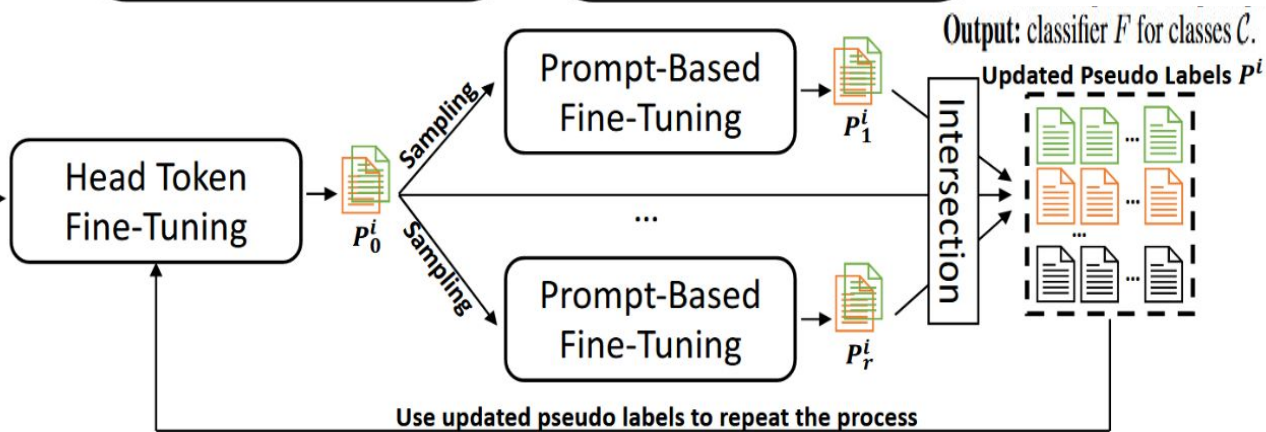 Output: classifier F for classes C.
Updated Pseudo Labels P^i
Head Token
Fine-Tuning
P_0^i
Sampling
Sampling
Prompt-Based
Fine-Tuning
P_1^i
...
Prompt-Based
Fine-Tuning
P_r^i
Intersection
...
...
...
...
Use updated pseudo labels to repeat the process